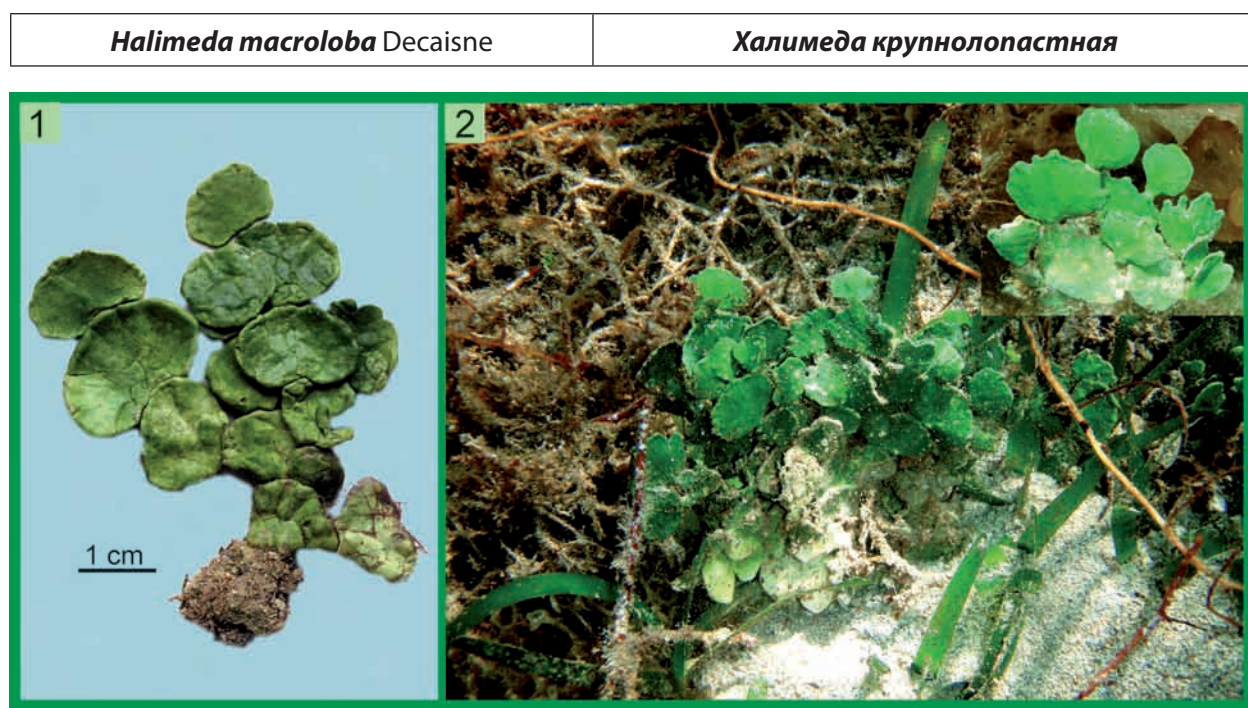 Halimeda macroloba Decaisne
Халимеда крупнолопастная
1
2
1 cm